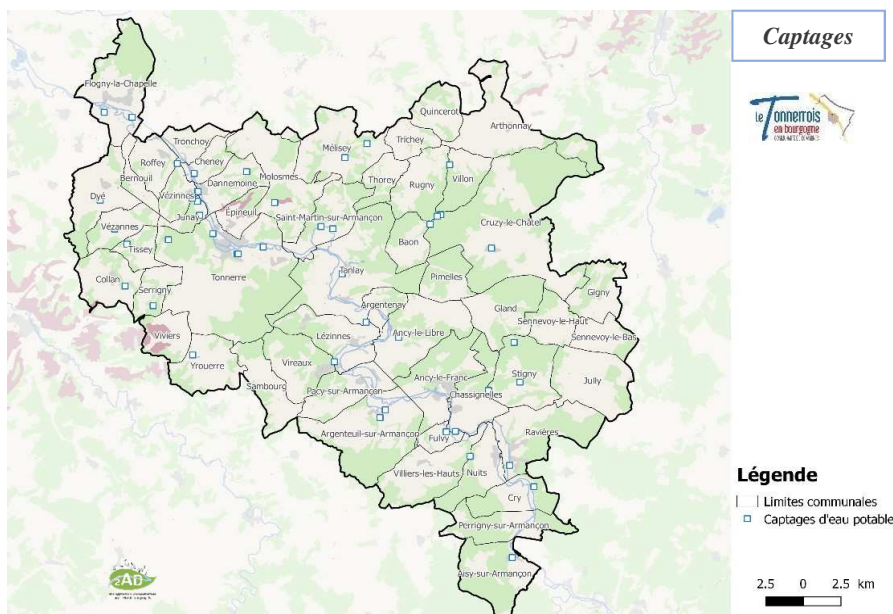 Captages
le Tonnerrois
en bourgogne
Flogny-la-Chapelle
Quincerot
Arthonnay
Tronchoy
Mélisey
Trichey
Roffey
Cheney
Bernouil
Dannemoine
Molosmes
Thorey
Rugny
Villon
Dyé
Vézinnes
Junay
Épineuil
Saint-Martin-sur-Armançon
Cruzy-le-Châtel
Vézannes
Tissey
Baon
Tonnerre
Tanlay
Pimelles
Collan
Serrigny
Gigny
Argentenay
Gland
Sennevoy-le-Haut
Viviers
Lézinnes
Ancy-le-Libre
Sennevoy-le-Bas
Yrouerre
Vireaux
Ancy-le-Franc
Stigny
Jully
Sambourg
Pacy-sur-Armançon
Chassignelles
Argenteuil-sur-Armançon
Fulvy
Ravières
Villiers-les-Hauts
Nuits
Cry
Perrigny-sur-Armançon
Aisy-sur-Armançon
Légende
Limites communales
Captages d'eau potable
2.5 0 2.5 km